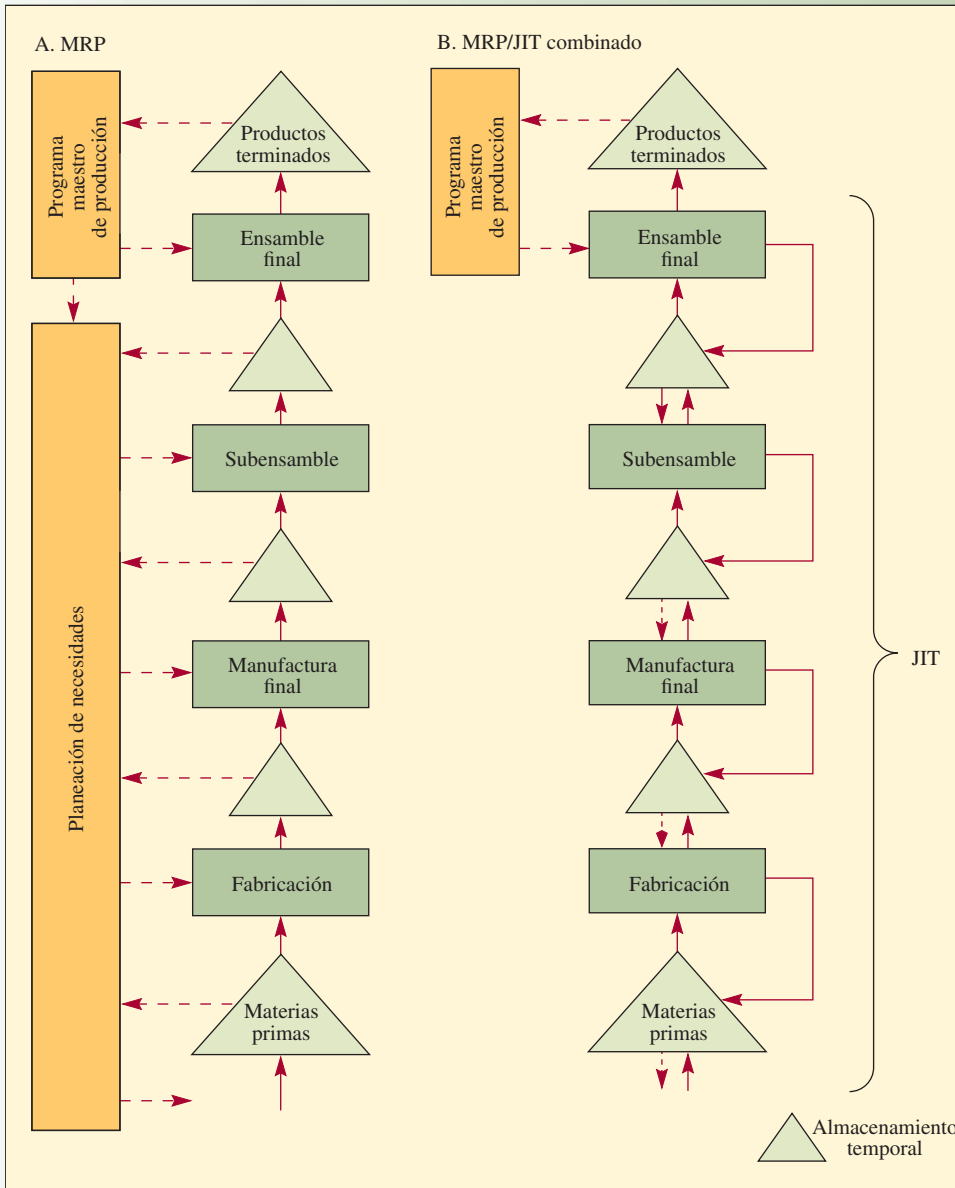 A. MRP
Programa
maestro
de producción
Productos
terminados
Ensamble
final
Subensamble
Manufactura
final
Fabricación
Materias
primas
Planeación de necesidades
B. MRP/JIT combinado
Programa
maestro
de producción
Productos
terminados
Ensamble
final
Subensamble
Manufactura
final
Fabricación
Materias
primas
JIT
Almacenamiento
temporal